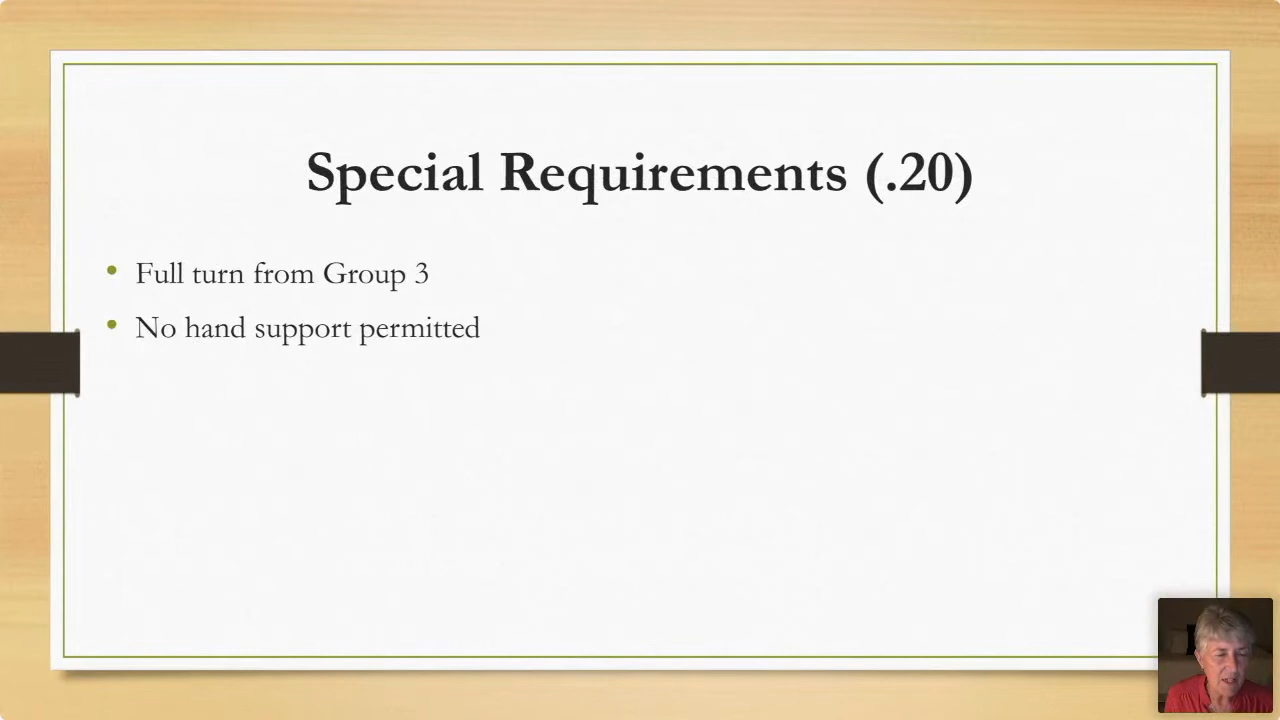 Special Requirements (.20)
Full turn from Group 3
No hand support permitted